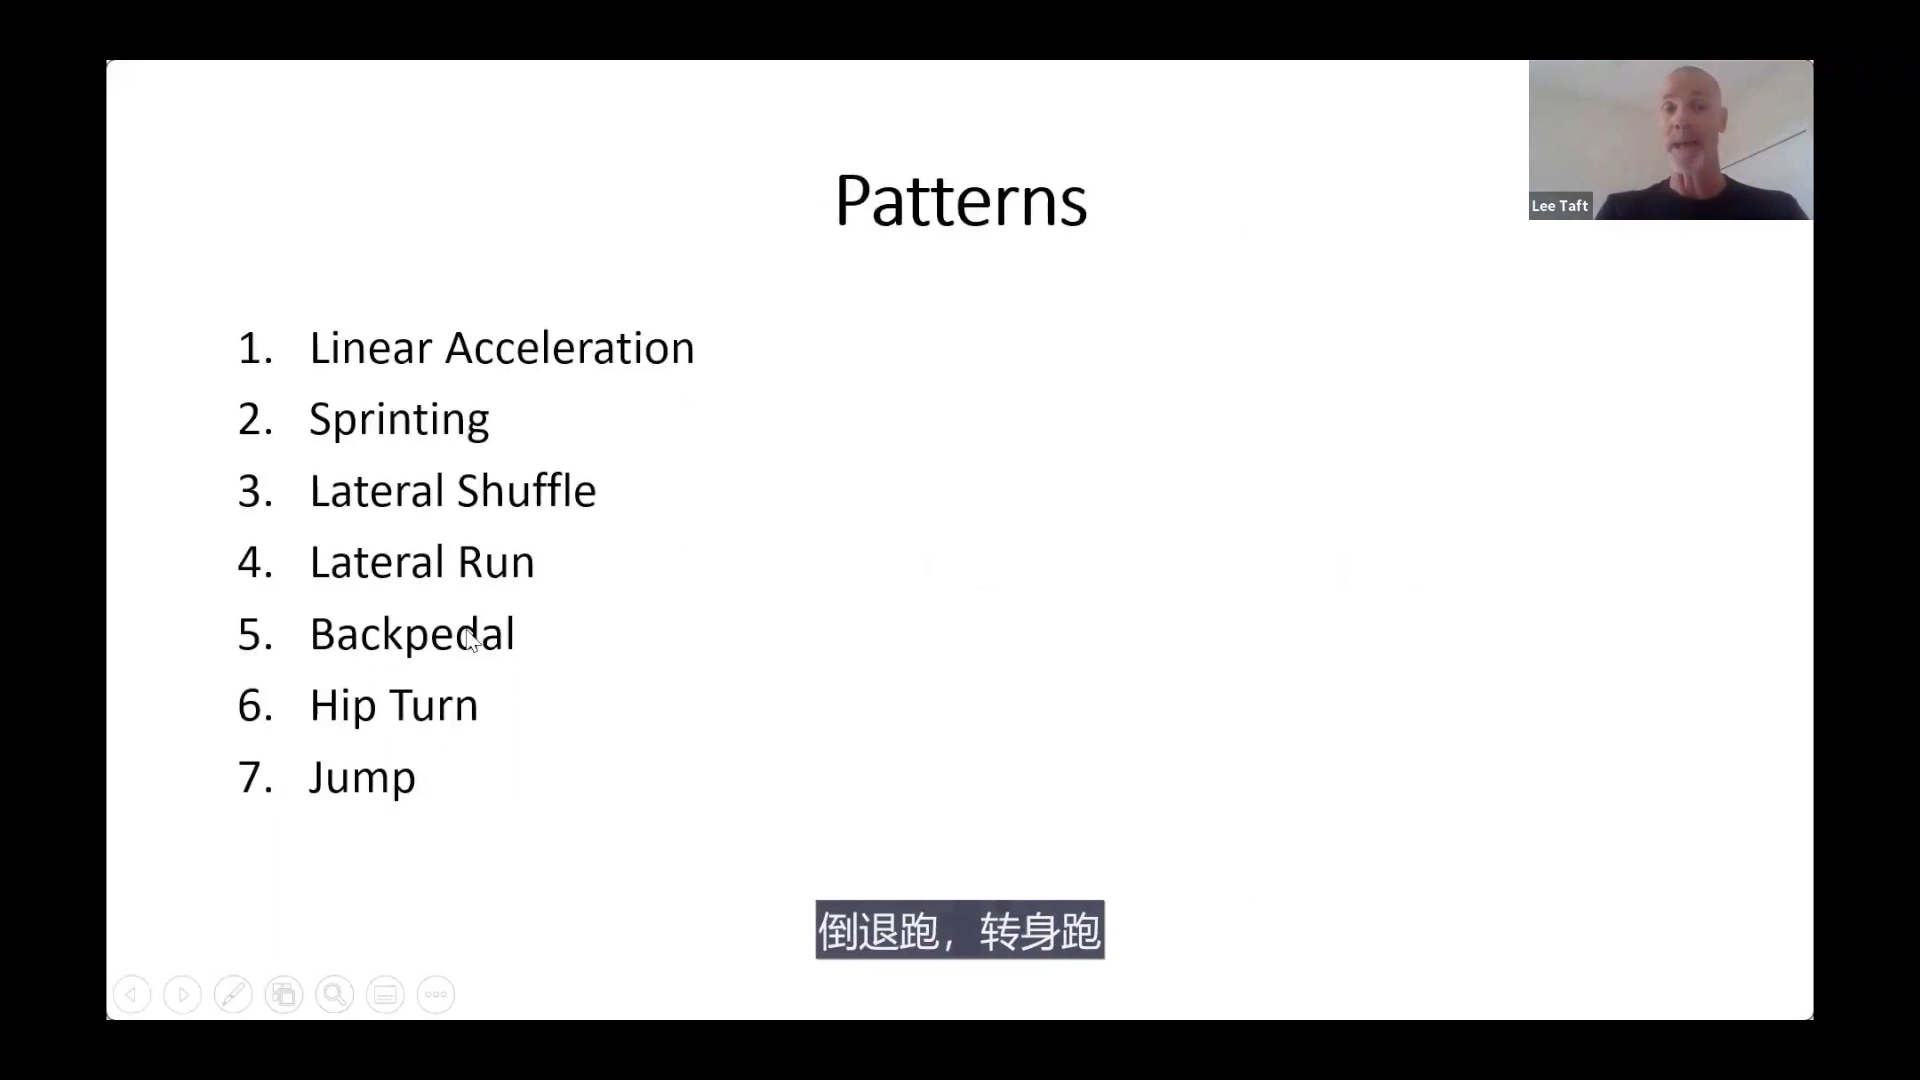 Patterns
Lee Taft
1. Linear Acceleration
2. Sprinting
3. Lateral Shuffle
4. Lateral Run
5. Backpedal
6. Hip Turn
7. Jump
倒退跑，转身跑